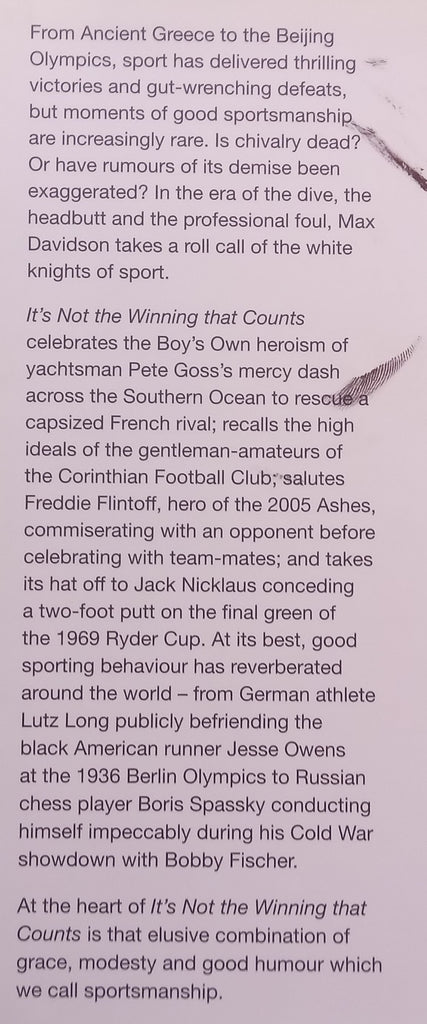 From Ancient Greece to the Beijing
Olympics, sport has delivered thrilling
victories and gut-wrenching defeats,
but moments of good sportsmanship
are increasingly rare. Is chivalry dead?
Or have rumours of its demise been
exaggerated? In the era of the dive, the
headbutt and the professional foul, Max
Davidson takes a roll call of the white
knights of sport.
It's Not the Winning that Counts
celebrates the Boy's Own heroism of
yachtsman Pete Goss's mercy dash
across the Southern Ocean to rescue a
capsized French rival; recalls the high
ideals of the gentleman-amateurs of
the Corinthian Football Club; salutes
Freddie Flintoff, hero of the 2005 Ashes,
commiserating with an opponent before
celebrating with team-mates; and takes
its hat off to Jack Nicklaus conceding
a two-foot putt on the final green of
the 1969 Ryder Cup. At its best, good
sporting behaviour has reverberated
around the world – from German athlete
Lutz Long publicly befriending the
black American runner Jesse Owens
at the 1936 Berlin Olympics to Russian
chess player Boris Spassky conducting
himself impeccably during his Cold War
showdown with Bobby Fischer.
At the heart of It's Not the Winning that
Counts is that elusive combination of
grace, modesty and good humour which
we call sportsmanship.